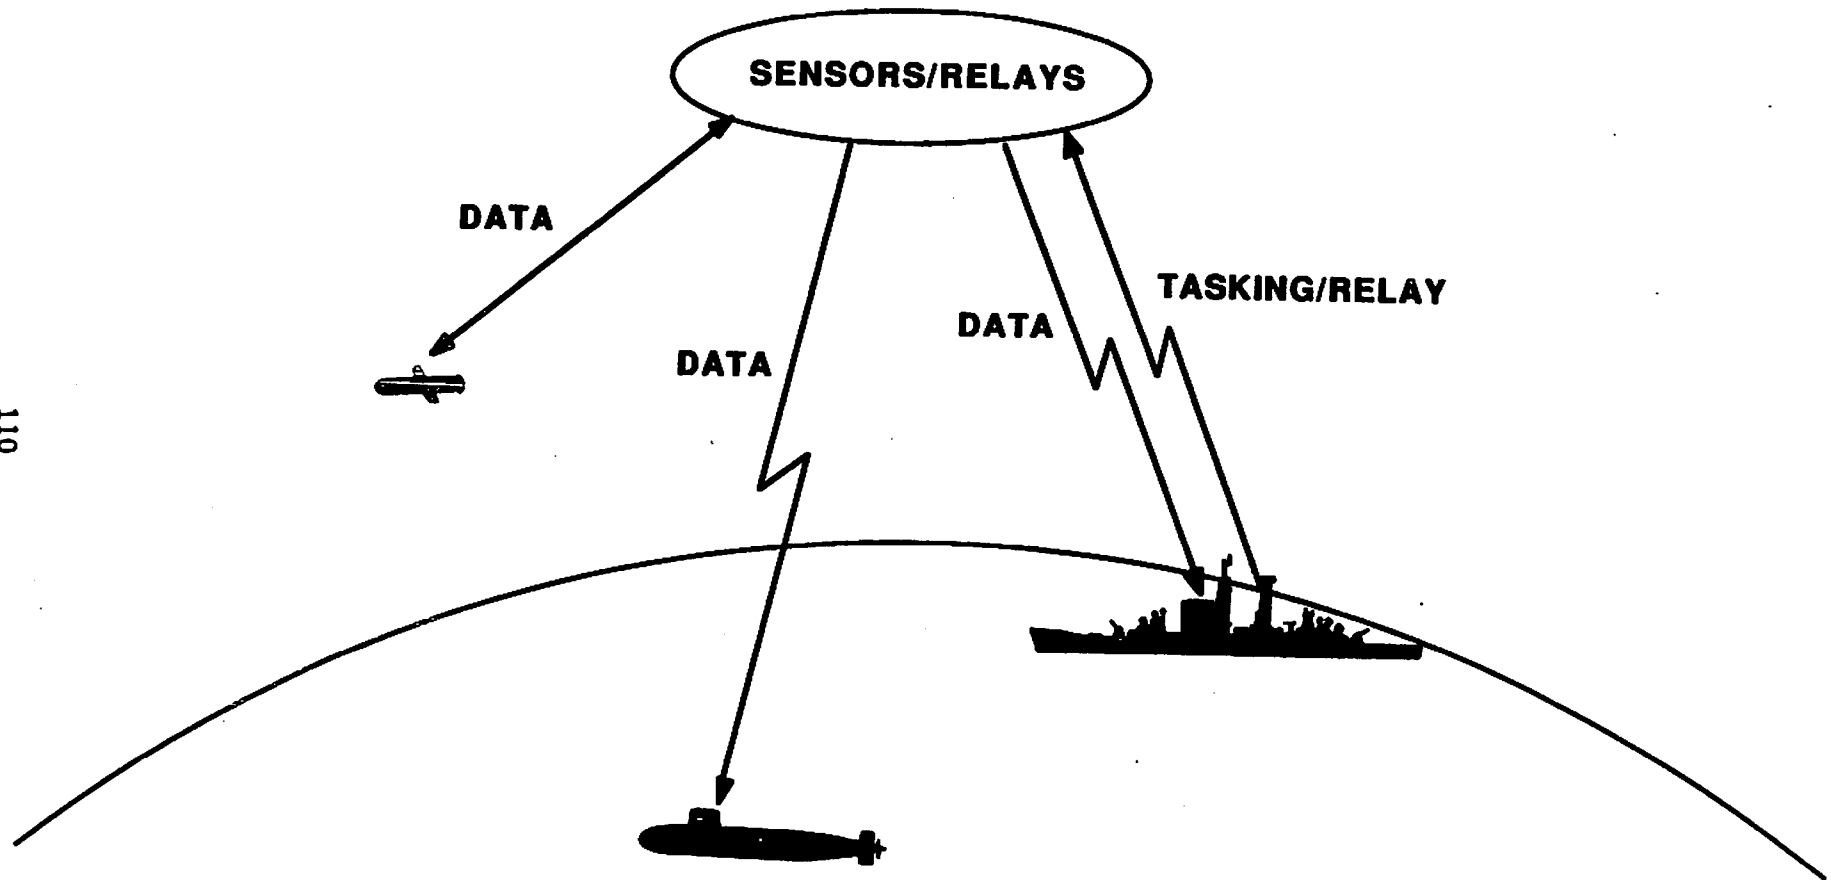 SENSORS/RELAYS
DATA
TASKING/RELAY
DATA
DATA
110